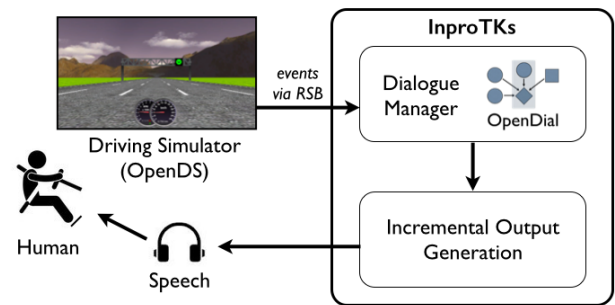 InproTKs
events
via RSB
Dialogue
Manager
OpenDial
Driving Simulator
(OpenDS)
Incremental Output
Generation
Human
Speech